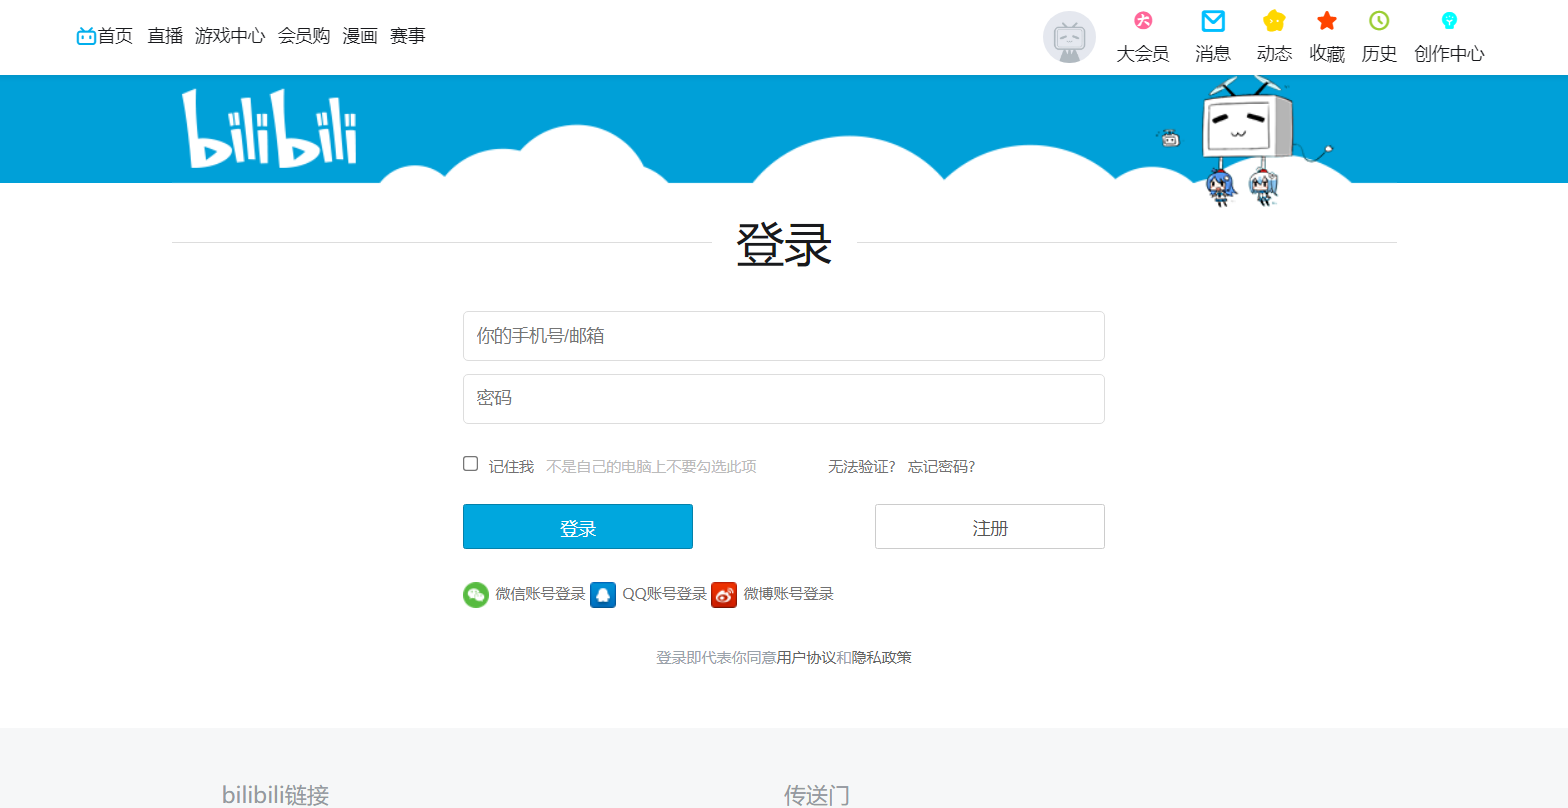 首页 直播 游戏中心 会员购 漫画 赛事
大会员 消息 动态 收藏 历史 创作中心
bilibili
登录
你的手机号/邮箱
密码
记住我 不是自己的电脑上不要勾选此项 无法验证? 忘记密码?
登录 注册
微信账号登录 QQ账号登录 微博账号登录
登录即代表你同意用户协议和隐私政策
bilibili链接 传送门